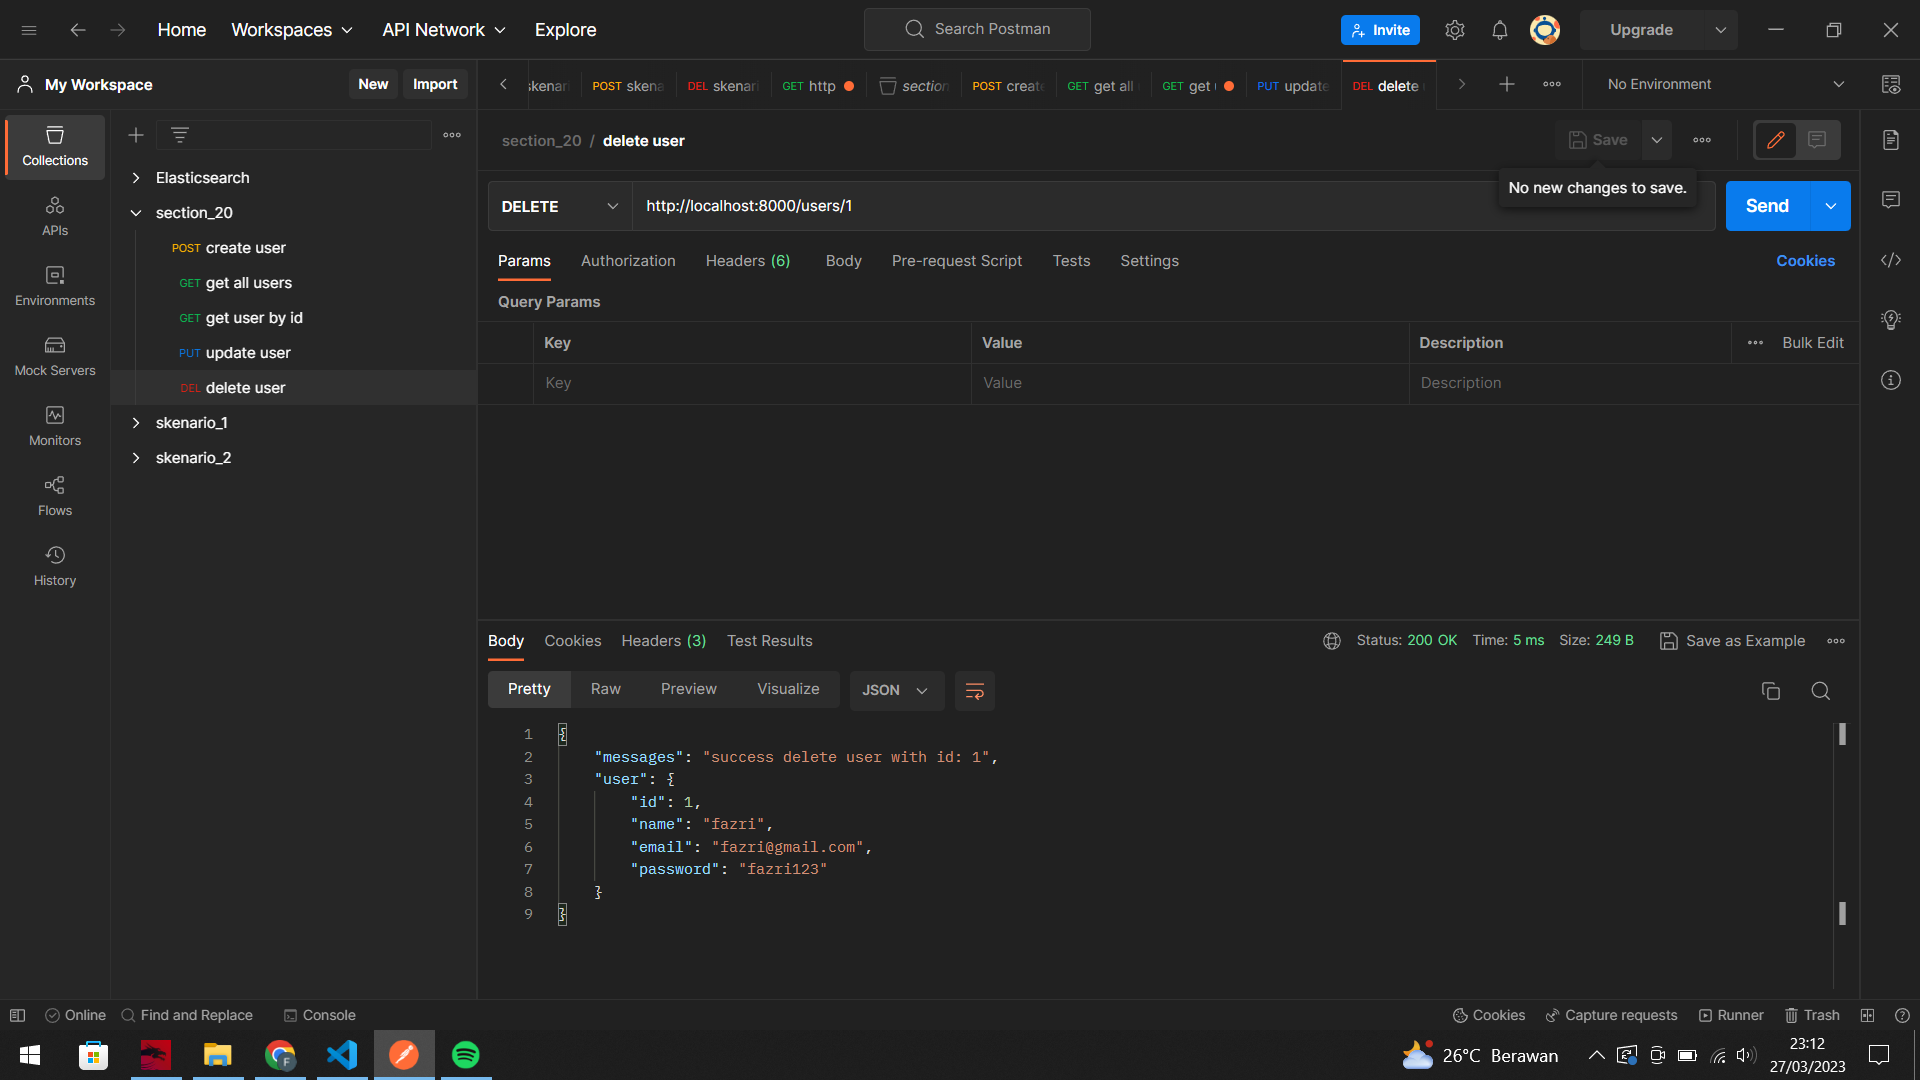 Home
Workspaces
API Network
Explore
Search Postman
Invite
Upgrade
My Workspace
New
Import
skenari
POST skena
DEL skenari
GET http
section
POST create
GET get all
GET get
PUT update
DEL delete
No Environment
Collections
APIs
Environments
Mock Servers
Monitors
Flows
History
Elasticsearch
section_20
POST create user
GET get all users
GET get user by id
PUT update user
DEL delete user
skenario_1
skenario_2
section_20 / delete user
Save
No new changes to save.
DELETE
http://localhost:8000/users/1
Send
Params
Authorization
Headers (6)
Body
Pre-request Script
Tests
Settings
Cookies
Query Params
Key
Value
Description
Bulk Edit
Key
Value
Description
Body
Cookies
Headers (3)
Test Results
Status: 200 OK
Time: 5 ms
Size: 249 B
Save as Example
Pretty
Raw
Preview
Visualize
JSON
1 {
2 "messages": "success delete user with id: 1",
3 "user": {
4 "id": 1,
5 "name": "fazri",
6 "email": "fazri@gmail.com",
7 "password": "fazri123"
8 }
9 }
Online
Find and Replace
Console
Cookies
Capture requests
Runner
Trash
F
26°C Berawan
23:12
27/03/2023